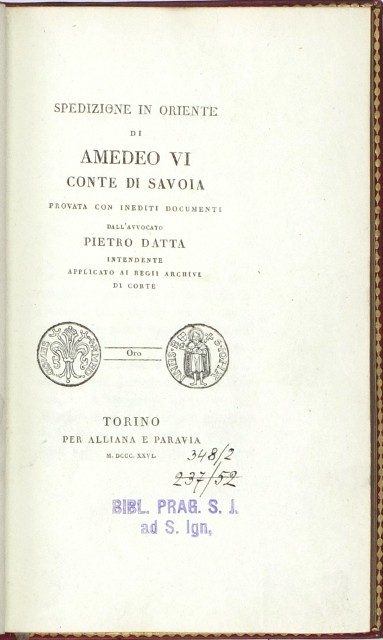 SPEDIZIONE IN ORIENTE
DI
AMEDEO VI
CONTE DI SAVOIA
PROVATA CON INEDITI DOCUMENTI
DALL'AVVOCATO
PIETRO DATTA
INTENDENTE
APPLICATO AI REGII ARCHIVI
DI CORTE
Oro
TORINO
PER ALLIANA E PARAVIA
M. DCCC. XXVI.
348/2
237/52
BIBL. PRAG. S. J.
ad S. Ign.